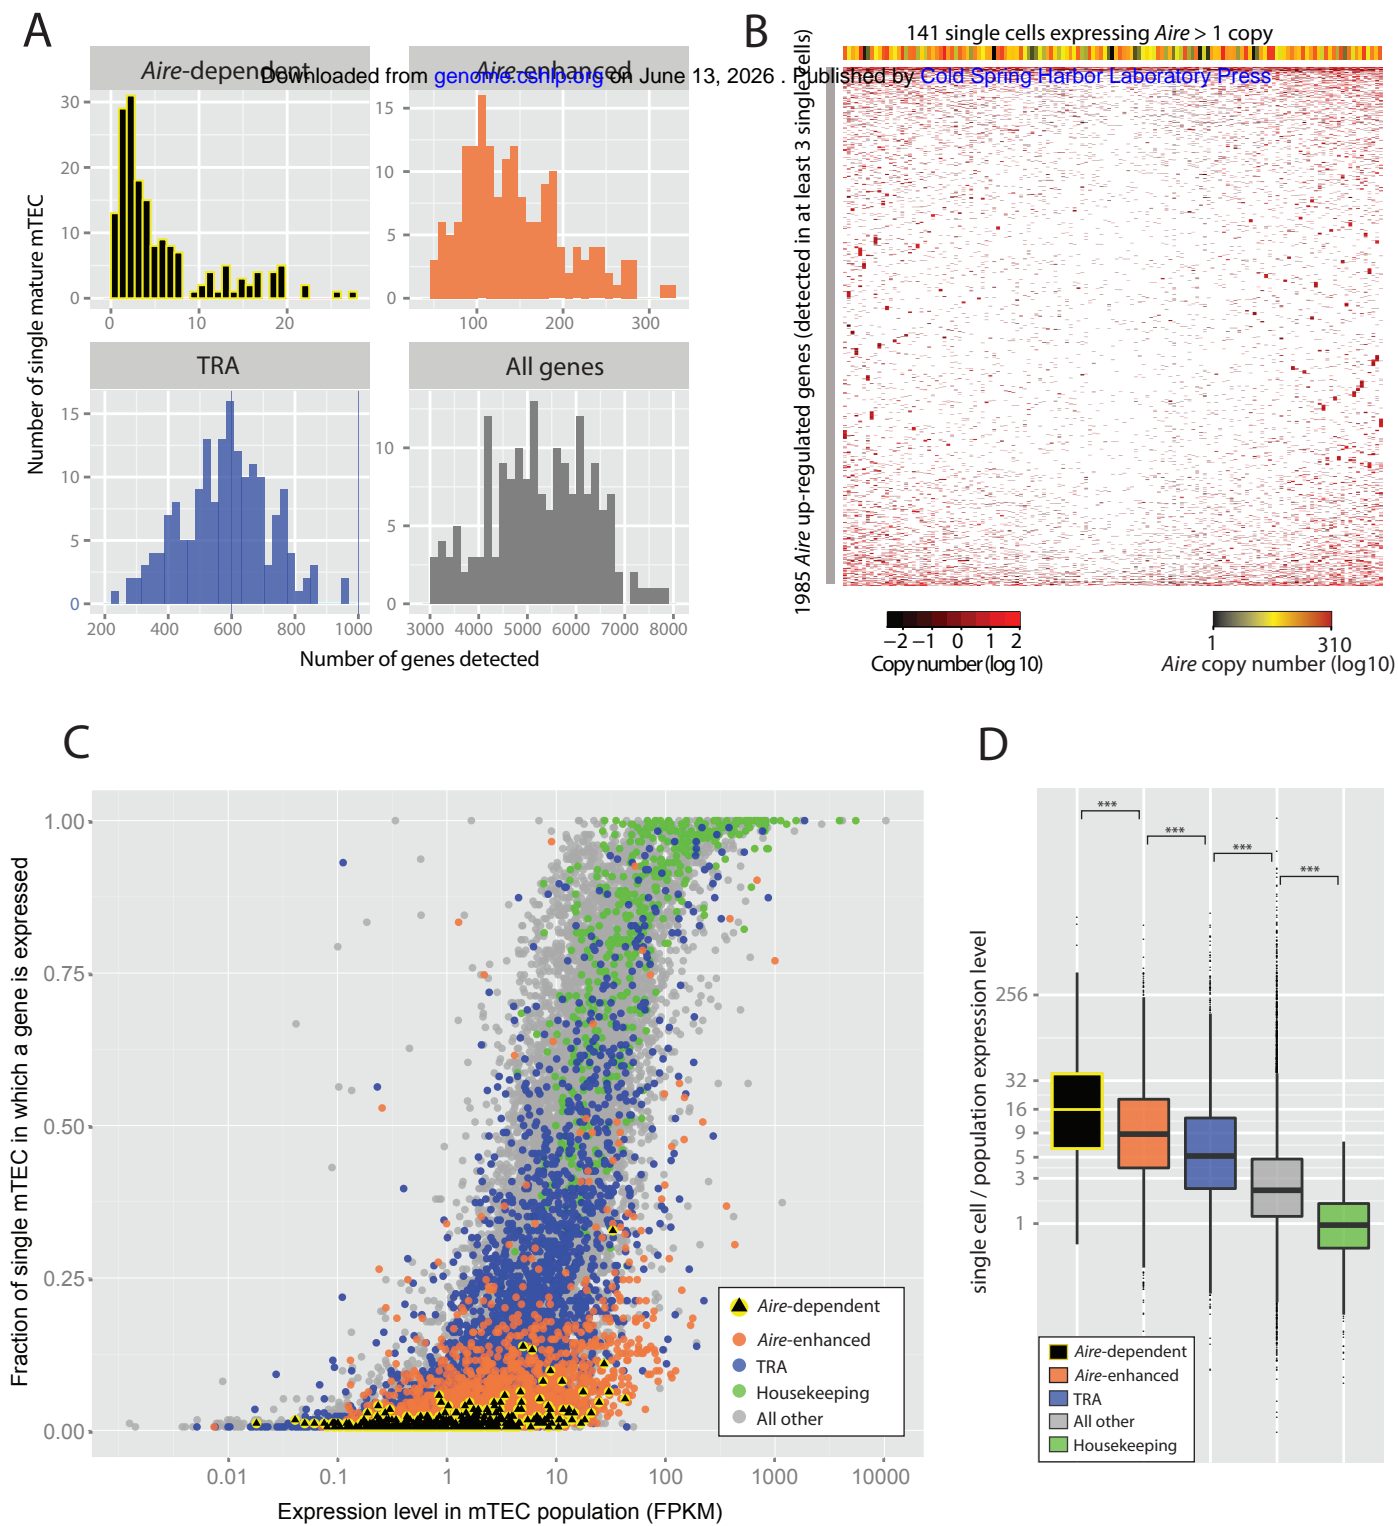 A
B
141 single cells expressing Aire > 1 copy
Aire-dependent
Aire-enhanced
Downloaded from genome.cshlp.org on June 13, 2026 . Published by Cold Spring Harbor Laboratory Press
Number of single mature mTEC
30
20
10
0
0
10
20
15
10
5
0
100
200
300
TRA
All genes
15
10
5
0
200
400
600
800
1000
10
5
0
3000
4000
5000
6000
7000
8000
Number of genes detected
1985 Aire up-regulated genes (detected in at least 3 single cells)
−2 −1 0 1 2
Copy number (log 10)
1 310
Aire copy number (log10)
C
Fraction of single mTEC in which a gene is expressed
1.00
0.75
0.50
0.25
0.00
0.01
0.1
1
10
100
1000
10000
Expression level in mTEC population (FPKM)
Aire-dependent
Aire-enhanced
TRA
Housekeeping
All other
D
single cell / population expression level
***
***
***
***
256
32
16
9
5
3
1
Aire-dependent
Aire-enhanced
TRA
All other
Housekeeping